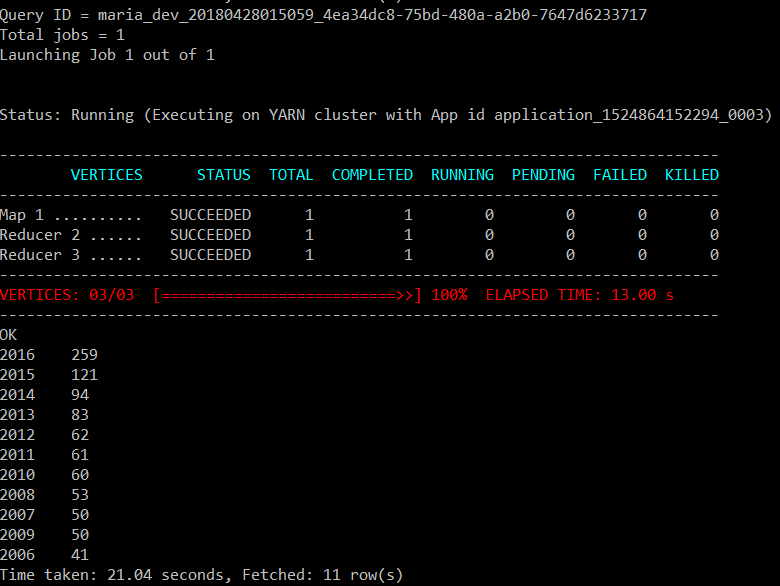 Query ID = maria_dev_20180428015059_4ea34dc8-75bd-480a-a2b0-7647d6233717
Total jobs = 1
Launching Job 1 out of 1
Status: Running (Executing on YARN cluster with App id application_1524864152294_0003)
--------------------------------------------------------------------------------
VERTICES STATUS TOTAL COMPLETED RUNNING PENDING FAILED KILLED
--------------------------------------------------------------------------------
Map 1 .......... SUCCEEDED 1 1 0 0 0 0
Reducer 2 ...... SUCCEEDED 1 1 0 0 0 0
Reducer 3 ...... SUCCEEDED 1 1 0 0 0 0
--------------------------------------------------------------------------------
VERTICES: 03/03 [==========================>>] 100% ELAPSED TIME: 13.00 s
--------------------------------------------------------------------------------
OK
2016 259
2015 121
2014 94
2013 83
2012 62
2011 61
2010 60
2008 53
2007 50
2009 50
2006 41
Time taken: 21.04 seconds, Fetched: 11 row(s)